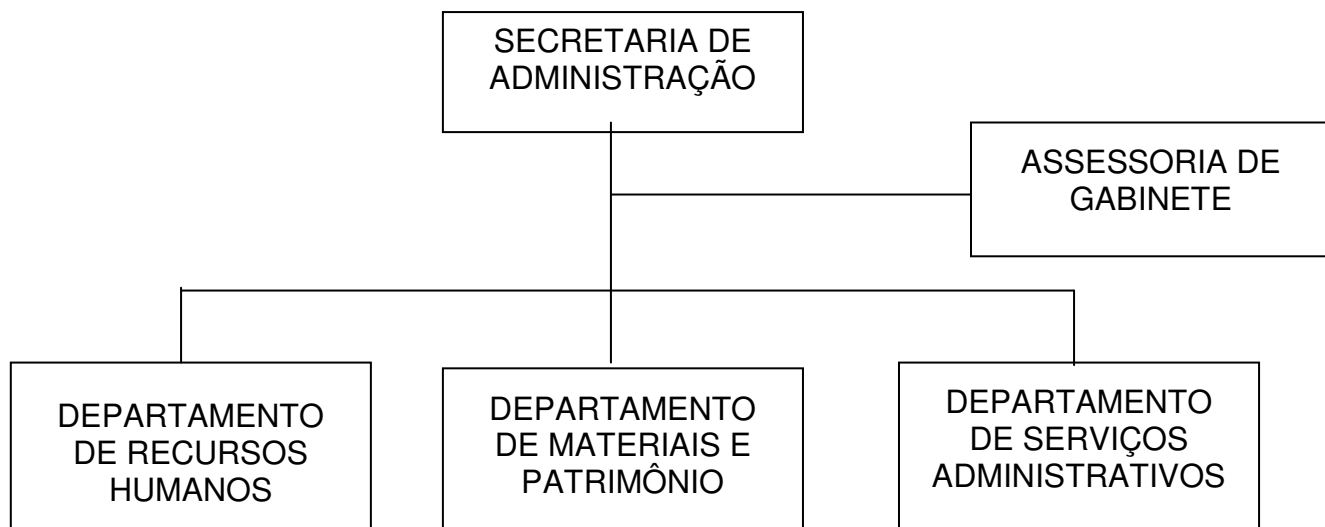 SECRETARIA DE
ADMINISTRAÇÃO
ASSESSORIA DE
GABINETE
DEPARTAMENTO
DE RECURSOS
HUMANOS
DEPARTAMENTO
DE MATERIAIS E
PATRIMÔNIO
DEPARTAMENTO
DE SERVIÇOS
ADMINISTRATIVOS